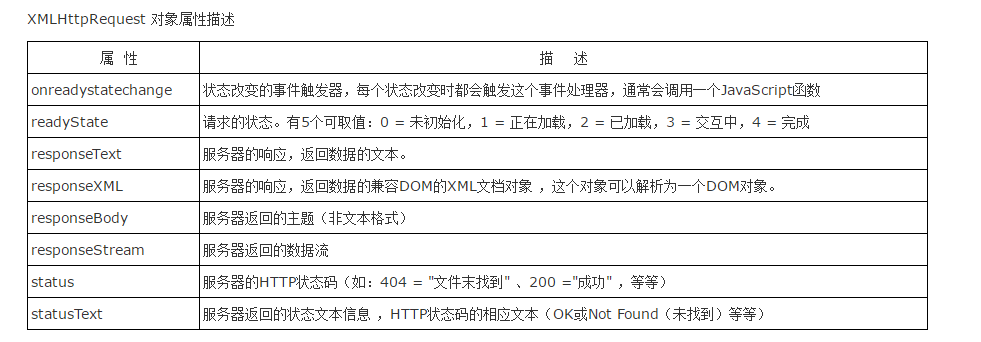 XMLHttpRequest 对象属性描述
属 性 描 述
onreadystatechange 状态改变的事件触发器，每个状态改变时都会触发这个事件处理器，通常会调用一个JavaScript函数
readyState 请求的状态。有5个可取值：0 = 未初始化，1 = 正在加载，2 = 已加载，3 = 交互中，4 = 完成
responseText 服务器的响应，返回数据的文本。
responseXML 服务器的响应，返回数据的兼容DOM的XML文档对象 ，这个对象可以解析为一个DOM对象。
responseBody 服务器返回的主题（非文本格式）
responseStream 服务器返回的数据流
status 服务器的HTTP状态码（如：404 = "文件末找到" 、200 ="成功" ，等等）
statusText 服务器返回的状态文本信息 ，HTTP状态码的相应文本（OK或Not Found（未找到）等等）